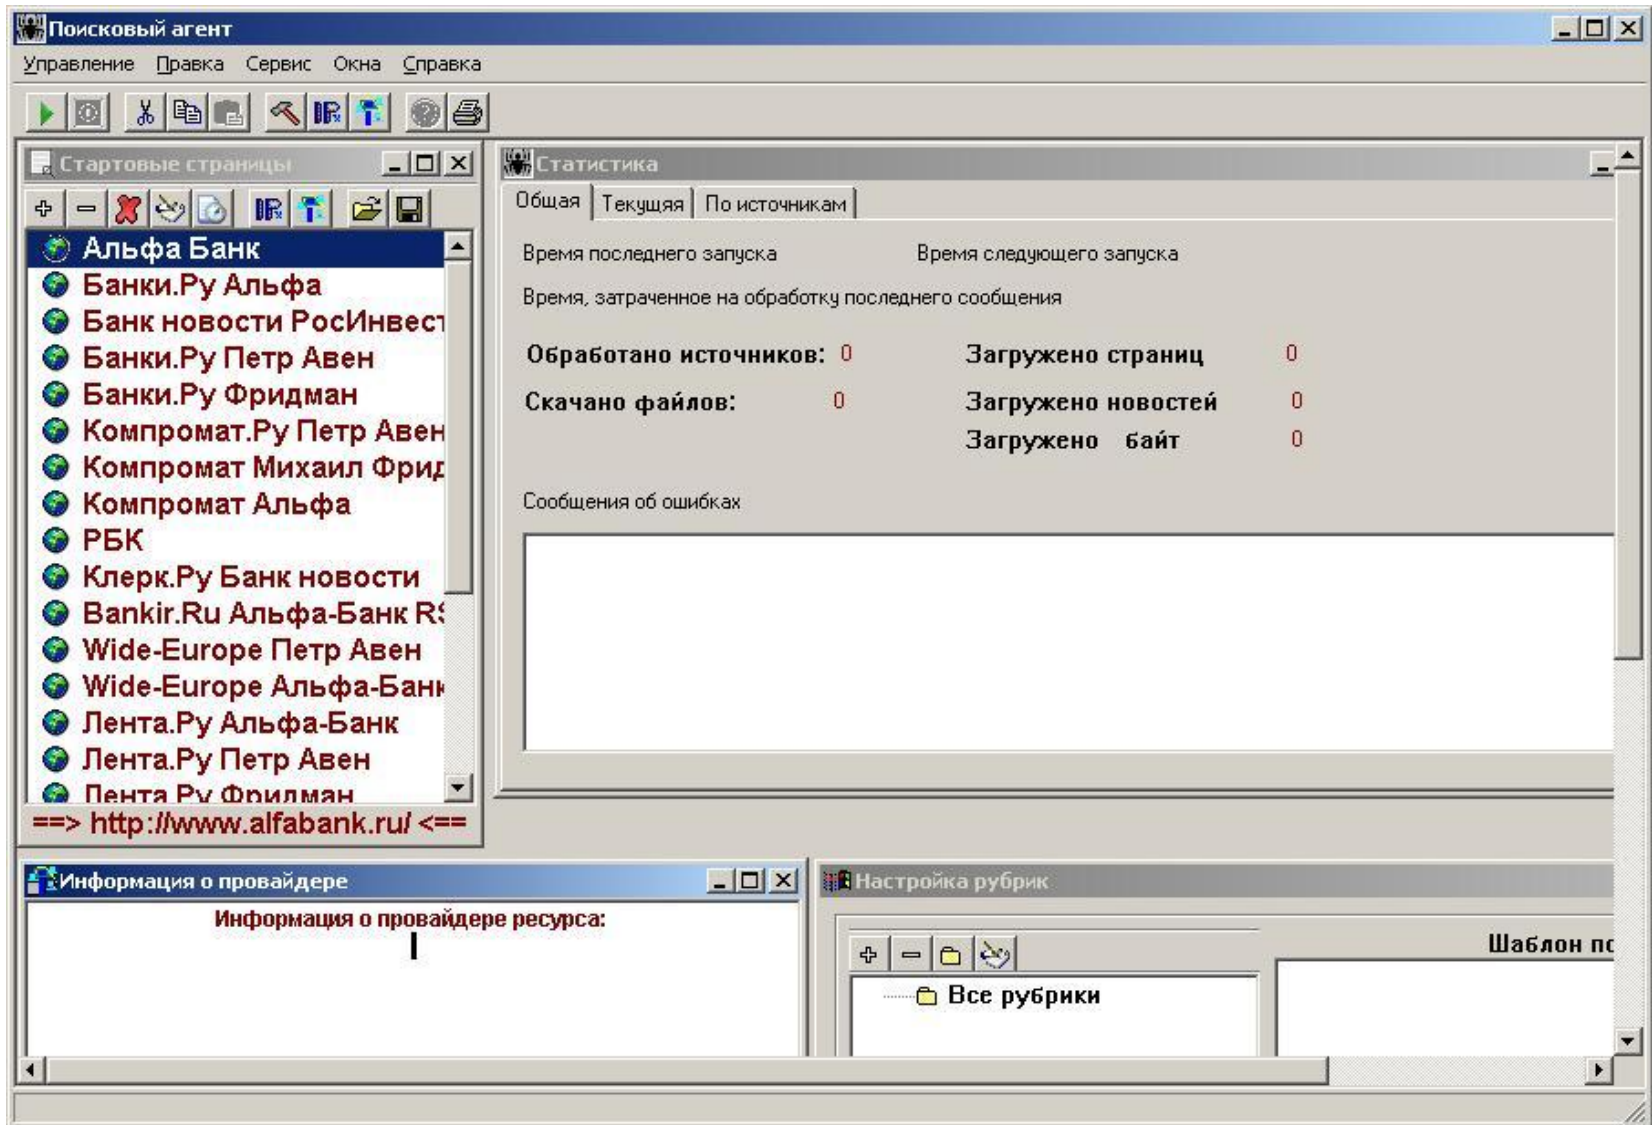 Поисковый агент
Управление Правка Сервис Окна Справка
Стартовые страницы
Альфа Банк
Банки.Ру Альфа
Банк новости РосИнвест
Банки.Ру Петр Авен
Банки.Ру Фридман
Компромат.Ру Петр Авен
Компромат Михаил Фрид
Компромат Альфа
РБК
Клерк.Ру Банк новости
Bankir.Ru Альфа-Банк RS
Wide-Europe Петр Авен
Wide-Europe Альфа-Банк
Лента.Ру Альфа-Банк
Лента.Ру Петр Авен
Лента.Ру Фридман
==> http://www.alfabank.ru/ <==
Статистика
Общая Текущяя По источникам
Время последнего запуска Время следующего запуска
Время, затраченное на обработку последнего сообщения
Обработано источников: 0 Загружено страниц 0
Скачано файлов: 0 Загружено новостей 0
Загружено байт 0
Сообщения об ошибках
Информация о провайдере
Информация о провайдере ресурса:
Настройка рубрик
Шаблон по
Все рубрики